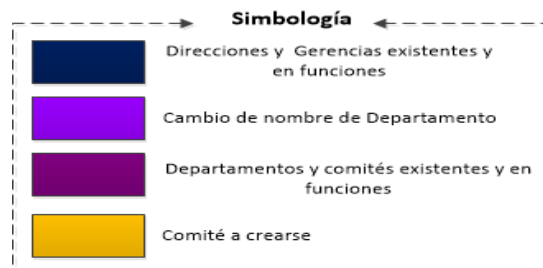 Simbología
Direcciones y Gerencias existentes y
en funciones
Cambio de nombre de Departamento
Departamentos y comités existentes y en
funciones
Comité a crearse